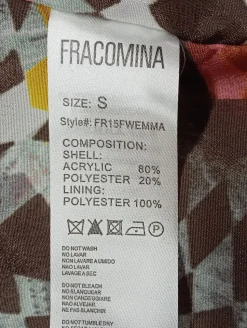 FRACOMINA
SIZE: S
Style#: FR15FWEMMA
COMPOSITION:
SHELL:
ACRYLIC 80%
POLYESTER 20%
LINING:
POLYESTER 100%
DO NOT WASH
NO LAVAR
NON LAVARE A UMIDO
NAO LAVAR
LAVAGE A SEC
DO NOT BLEACH
NO BLANQUEAR
NON CANDEGGIARE
NAO ALVEJAR
NE PAS BLANCHIR
DO NOT TUMBLE DRY